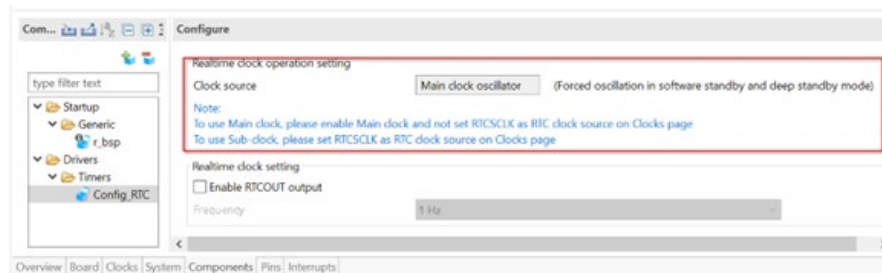 Com...
Configure
type filter text
Startup
Generic
r_bsp
Drivers
Timers
Config_RTC
Realtime clock operation setting
Clock source
Main clock oscillator
(Forced oscillation in software standby and deep standby mode)
Note:
To use Main clock, please enable Main clock and not set RTCSCLK as RTC clock source on Clocks page
To use Sub-clock, please set RTCSCLK as RTC clock source on Clocks page
Realtime clock setting
Enable RTCOUT output
Frequency
1 Hz
Overview Board Clocks System Components Pins Interrupts